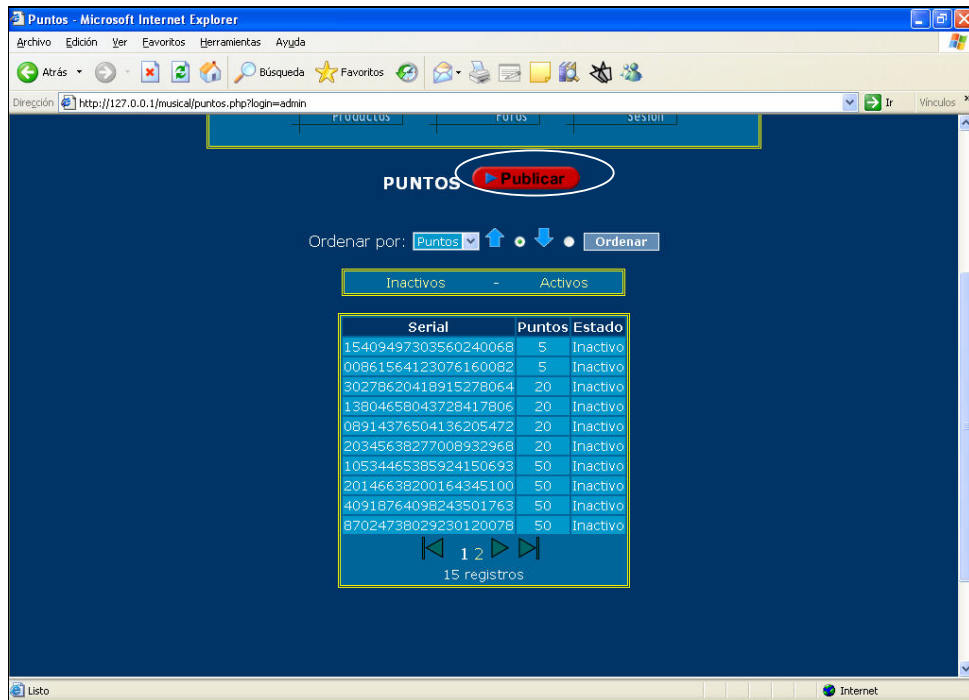 Puntos - Microsoft Internet Explorer
Archivo Edición Ver Favoritos Herramientas Ayuda
Atrás Búsqueda Favoritos
Dirección http://127.0.0.1/musical/puntos.php?login=admin Ir Vínculos
Productos Foros Sesión
PUNTOS Publicar
Ordenar por: Puntos Ordenar
Inactivos - Activos
Serial Puntos Estado
15409497303560240068 5 Inactivo
00861564123076160082 5 Inactivo
30278620418915278064 20 Inactivo
13804658043728417806 20 Inactivo
08914376504136205472 20 Inactivo
20345638277008932968 20 Inactivo
10534465385924150693 50 Inactivo
20146638200164345100 50 Inactivo
40918764098243501763 50 Inactivo
87024738029230120078 50 Inactivo
1 2
15 registros
Listo Internet